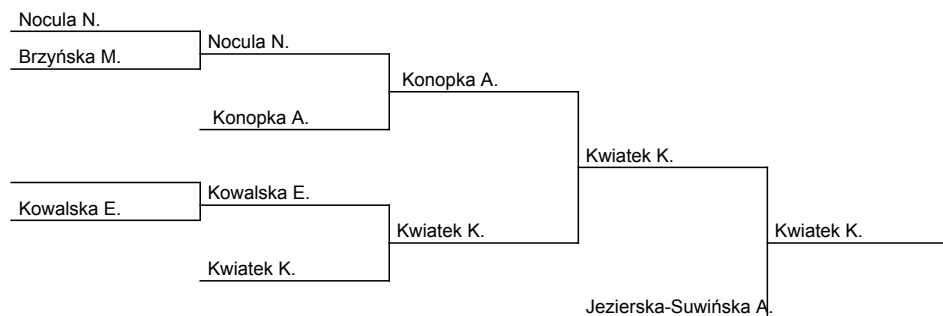 Nocula N.
Brzyńska M.
Nocula N.
Konopka A.
Konopka A.
Kwiatek K.
Kowalska E.
Kowalska E.
Kwiatek K.
Kwiatek K.
Kwiatek K.
Jezierska-Suwińska A.